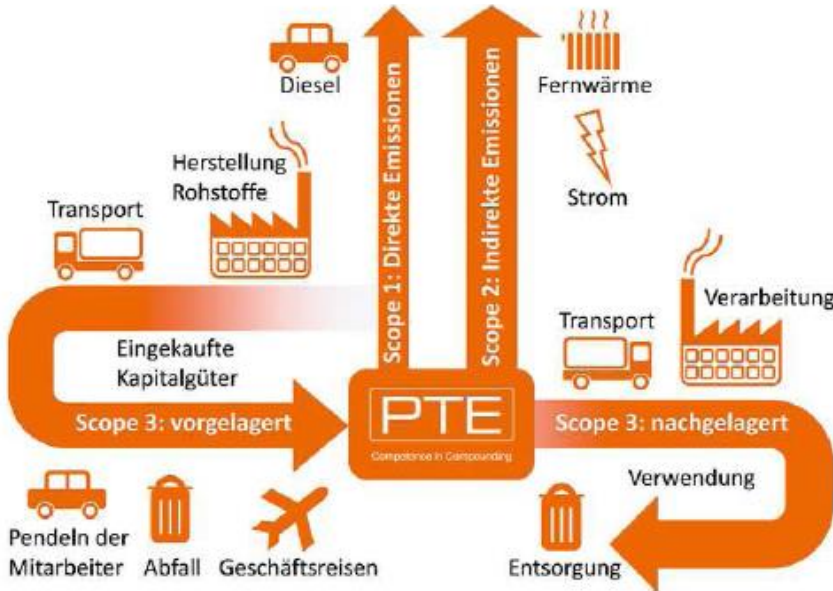 Diesel
Scope 1: Direkte Emissionen
Scope 2: Indirekte Emissionen
Fernwärme
Strom
Herstellung
Rohstoffe
Transport
Eingekaufte
Kapitalgüter
Scope 3: vorgelagert
PTE
Competence in Compounding
Transport
Verarbeitung
Scope 3: nachgelagert
Verwendung
Entsorgung
Pendeln der
Mitarbeiter
Abfall
Geschäftsreisen